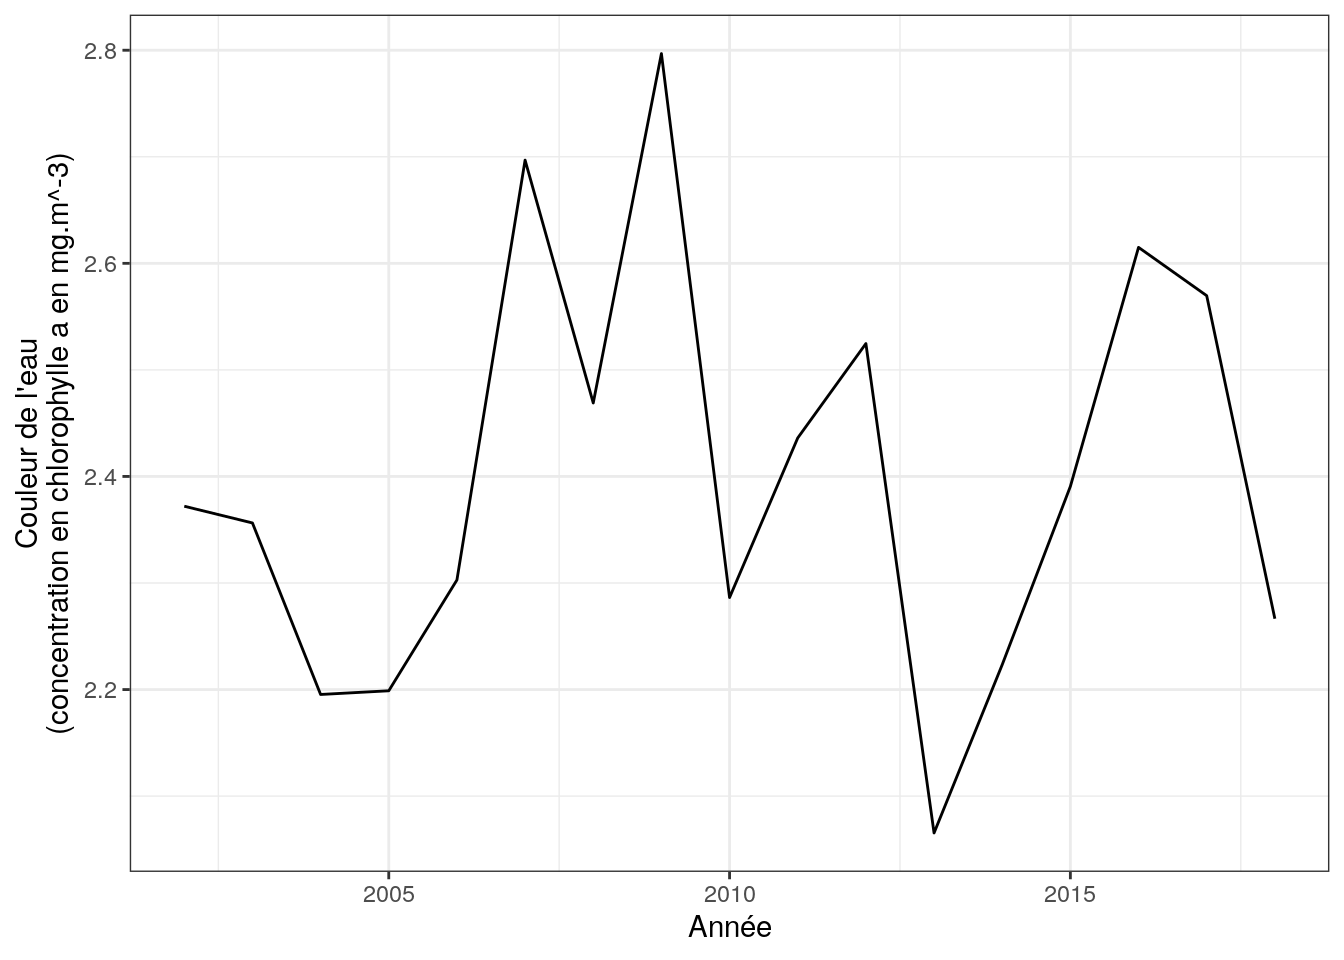 Couleur de l'eau
(concentration en chlorophylle a en mg.m^-3)
2.8
2.6
2.4
2.2
2005 2010 2015
Année